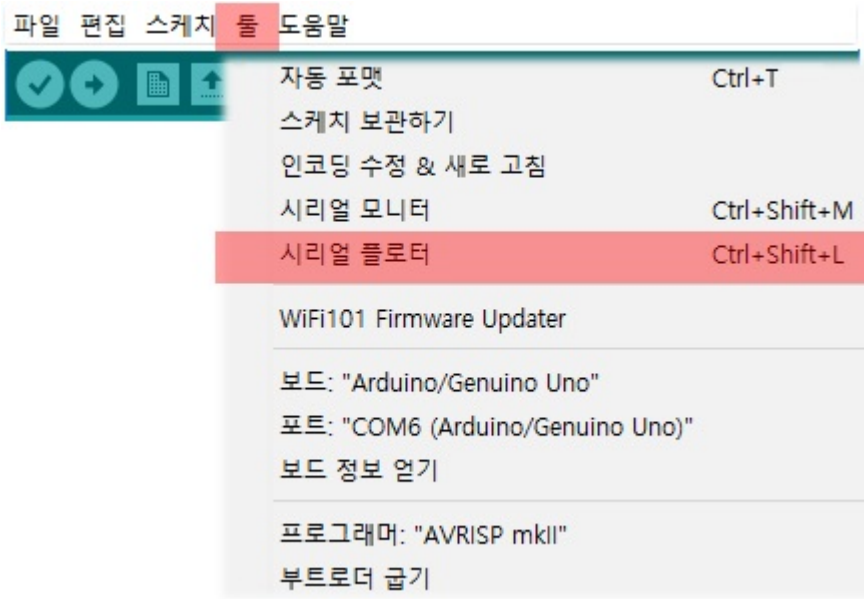 파일 편집 스케치 툴 도움말
자동 포맷 Ctrl+T
스케치 보관하기
인코딩 수정 & 새로 고침
시리얼 모니터 Ctrl+Shift+M
시리얼 플로터 Ctrl+Shift+L
WiFi101 Firmware Updater
보드: "Arduino/Genuino Uno"
포트: "COM6 (Arduino/Genuino Uno)"
보드 정보 얻기
프로그래머: "AVRISP mkII"
부트로더 굽기